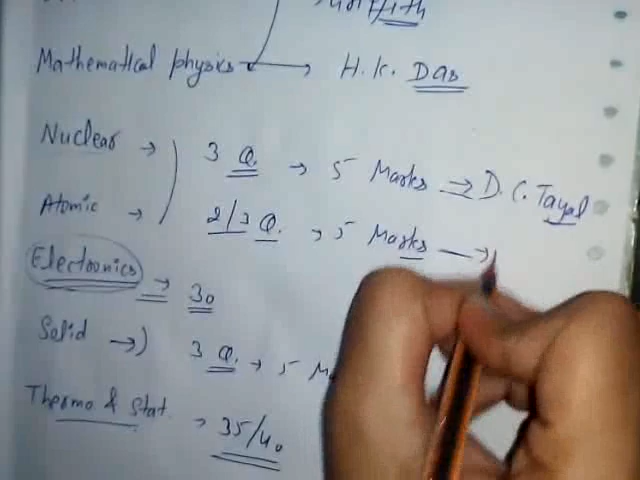 Mathematical physics → H.K. Das
Nuclear → 3 Q. → 5 Marks → D.C. Tayal
Atomic → 2/3 Q. → 5 Marks →
Electronics → 30
Solid → 3 Q. → 5 M
Thermo & Stat. → 35/40